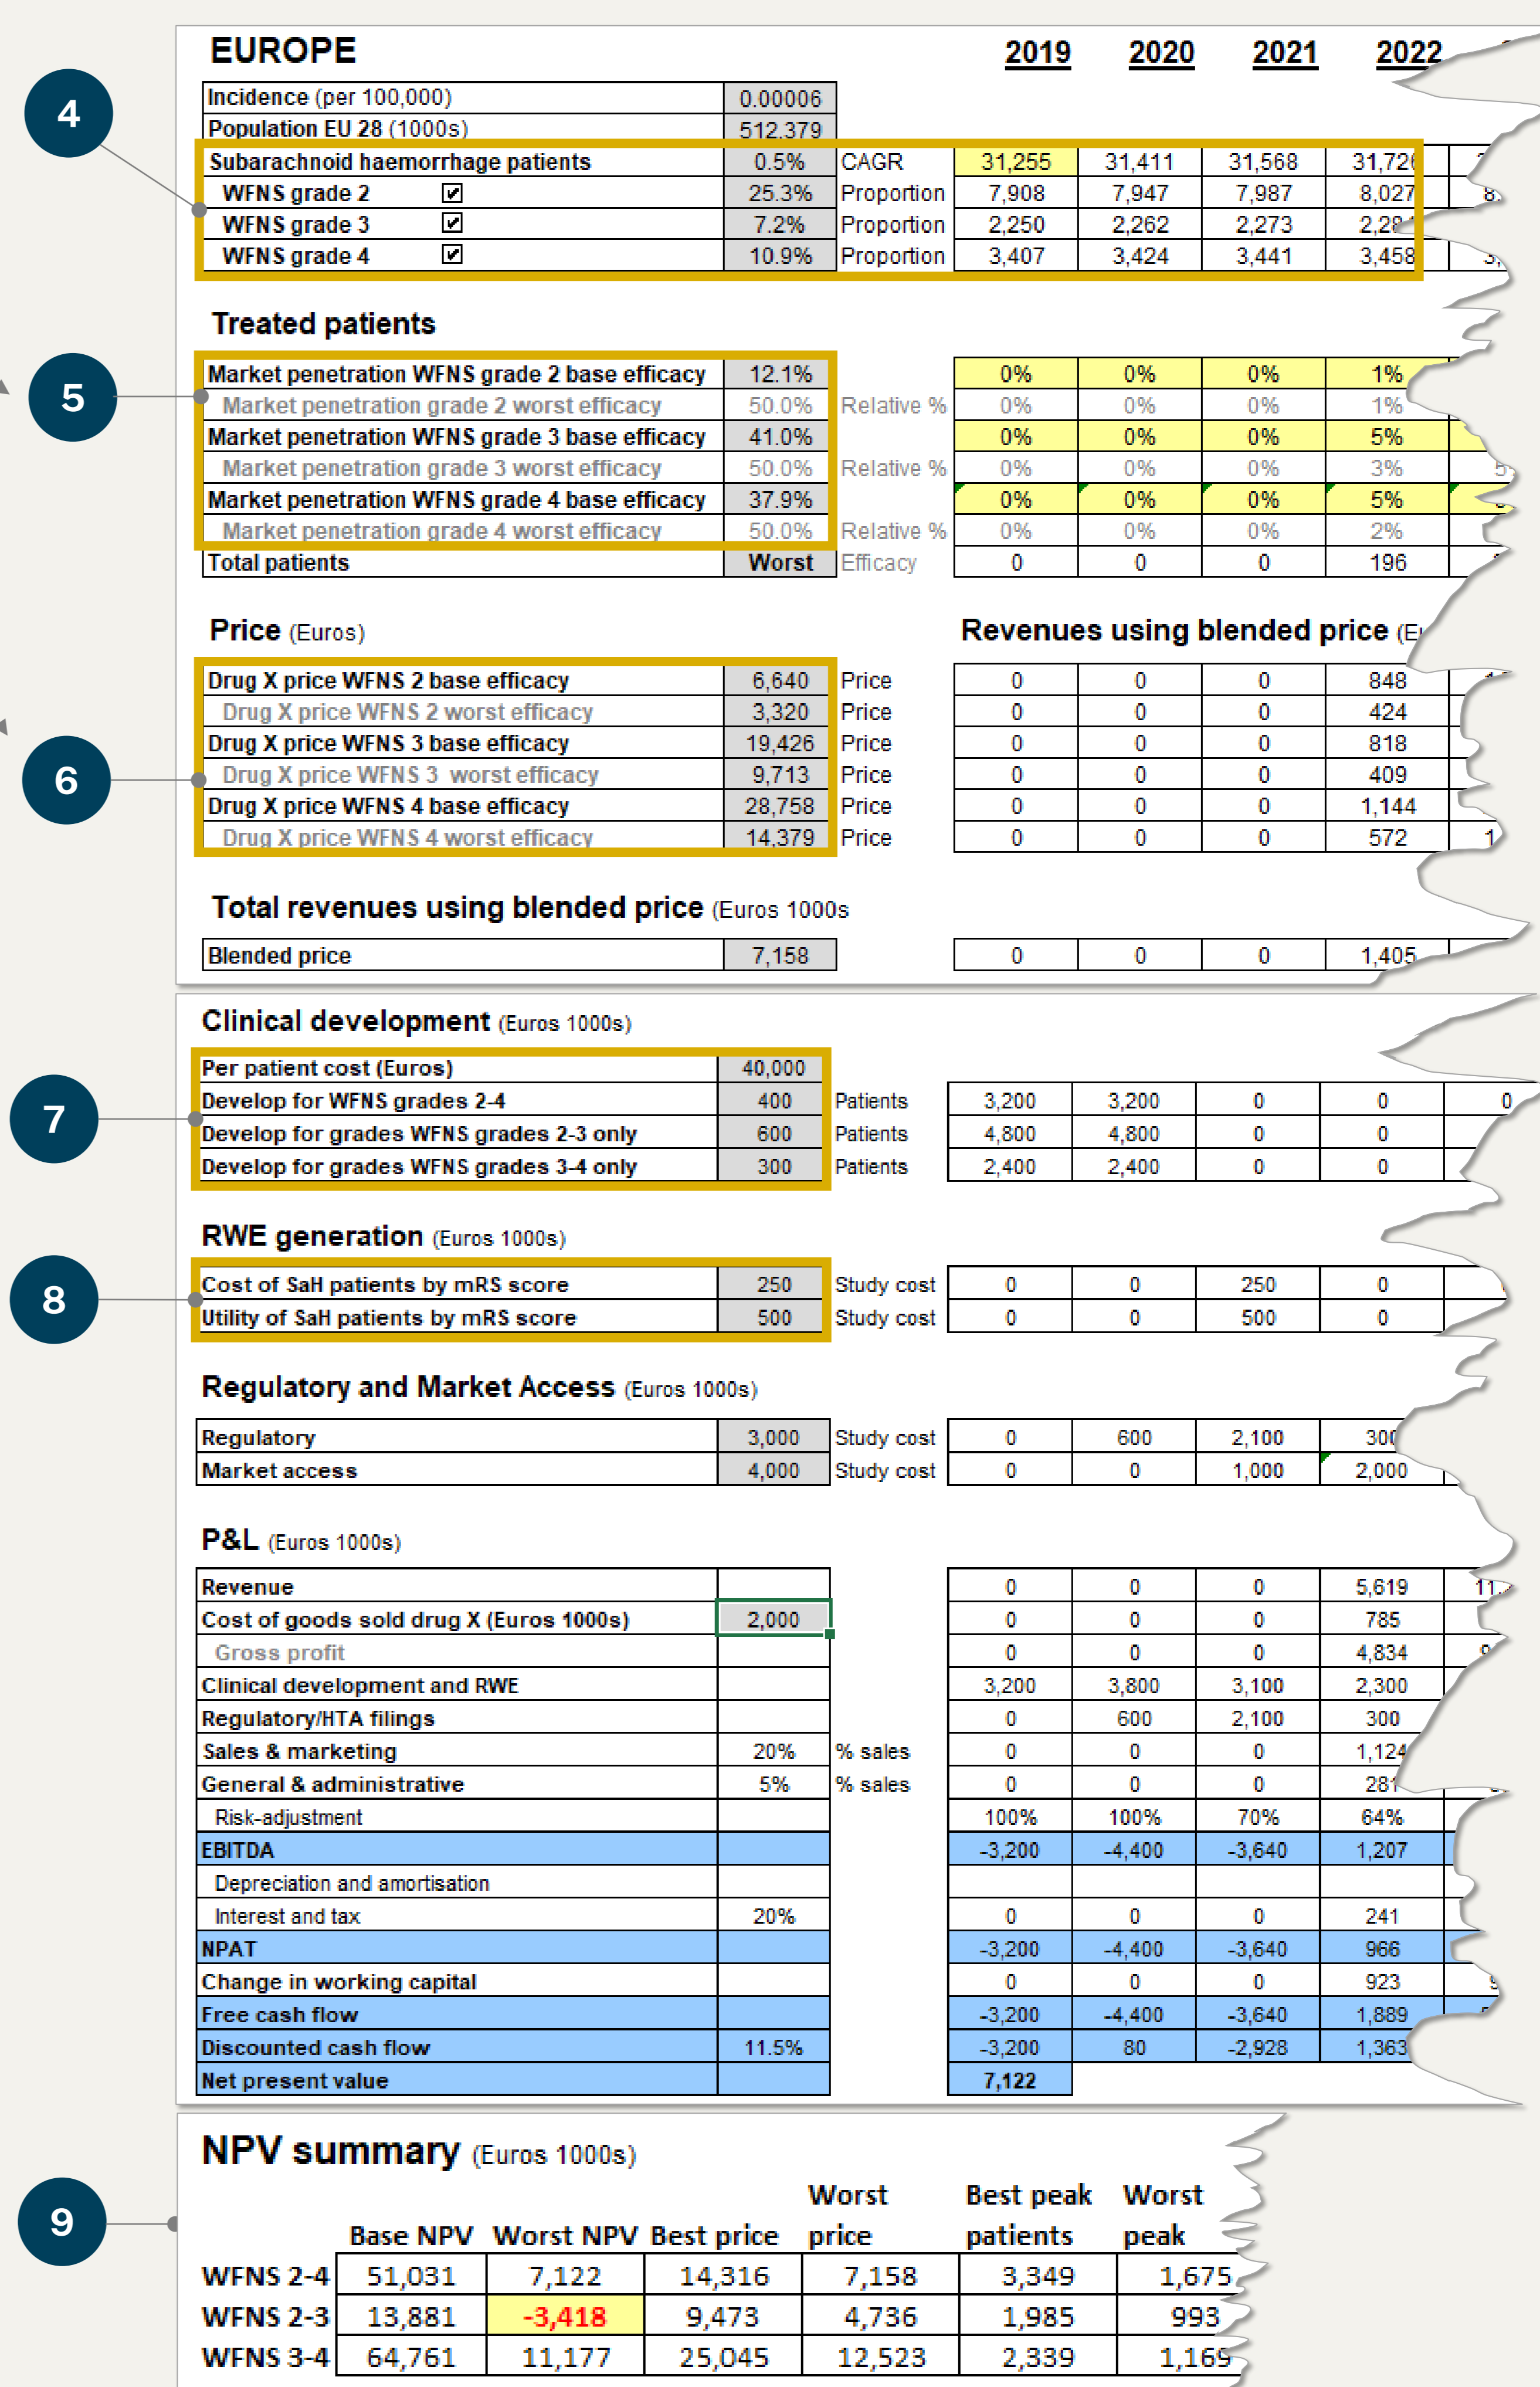 EUROPE 2019 2020 2021 2022
4
Incidence (per 100,000) 0.00006
Population EU 28 (1000s) 512,379
Subarachnoid haemorrhage patients 0.5% CAGR 31,255 31,411 31,568 31,726
WFNS grade 2 25.3% Proportion 7,908 7,947 7,987 8,027 8,
WFNS grade 3 7.2% Proportion 2,250 2,262 2,273 2,28
WFNS grade 4 10.9% Proportion 3,407 3,424 3,441 3,458 3,
Treated patients
5
Market penetration WFNS grade 2 base efficacy 12.1% 0% 0% 0% 1%
Market penetration grade 2 worst efficacy 50.0% Relative % 0% 0% 0% 1%
Market penetration WFNS grade 3 base efficacy 41.0% 0% 0% 0% 5%
Market penetration grade 3 worst efficacy 50.0% Relative % 0% 0% 0% 3% 5
Market penetration WFNS grade 4 base efficacy 37.9% 0% 0% 0% 5%
Market penetration grade 4 worst efficacy 50.0% Relative % 0% 0% 0% 2%
Total patients Worst Efficacy 0 0 0 196
Price (Euros) Revenues using blended price (E
6
Drug X price WFNS 2 base efficacy 6,640 Price 0 0 0 848
Drug X price WFNS 2 worst efficacy 3,320 Price 0 0 0 424
Drug X price WFNS 3 base efficacy 19,426 Price 0 0 0 818
Drug X price WFNS 3 worst efficacy 9,713 Price 0 0 0 409
Drug X price WFNS 4 base efficacy 28,758 Price 0 0 0 1,144
Drug X price WFNS 4 worst efficacy 14,379 Price 0 0 0 572 1
Total revenues using blended price (Euros 1000s
Blended price 7,158 0 0 0 1,405
Clinical development (Euros 1000s)
7
Per patient cost (Euros) 40,000
Develop for WFNS grades 2-4 400 Patients 3,200 3,200 0 0 0
Develop for grades WFNS grades 2-3 only 600 Patients 4,800 4,800 0 0
Develop for grades WFNS grades 3-4 only 300 Patients 2,400 2,400 0 0
RWE generation (Euros 1000s)
8
Cost of SaH patients by mRS score 250 Study cost 0 0 250 0
Utility of SaH patients by mRS score 500 Study cost 0 0 500 0
Regulatory and Market Access (Euros 1000s)
Regulatory 3,000 Study cost 0 600 2,100 300
Market access 4,000 Study cost 0 0 1,000 2,000
P&L (Euros 1000s)
Revenue 0 0 0 5,619 11,
Cost of goods sold drug X (Euros 1000s) 2,000 0 0 0 785
Gross profit 0 0 0 4,834
Clinical development and RWE 3,200 3,800 3,100 2,300
Regulatory/HTA filings 0 600 2,100 300
Sales & marketing 20% % sales 0 0 0 1,124
General & administrative 5% % sales 0 0 0 281
Risk-adjustment 100% 100% 70% 64%
EBITDA -3,200 -4,400 -3,640 1,207
Depreciation and amortisation
Interest and tax 20% 0 0 0 241
NPAT -3,200 -4,400 -3,640 966
Change in working capital 0 0 0 923
Free cash flow -3,200 -4,400 -3,640 1,889
Discounted cash flow 11.5% -3,200 80 -2,928 1,363
Net present value 7,122
NPV summary (Euros 1000s)
9
Base NPV Worst NPV Best price Worst price Best peak patients Worst peak
WFNS 2-4 51,031 7,122 14,316 7,158 3,349 1,675
WFNS 2-3 13,881 -3,418 9,473 4,736 1,985 993
WFNS 3-4 64,761 11,177 25,045 12,523 2,339 1,169